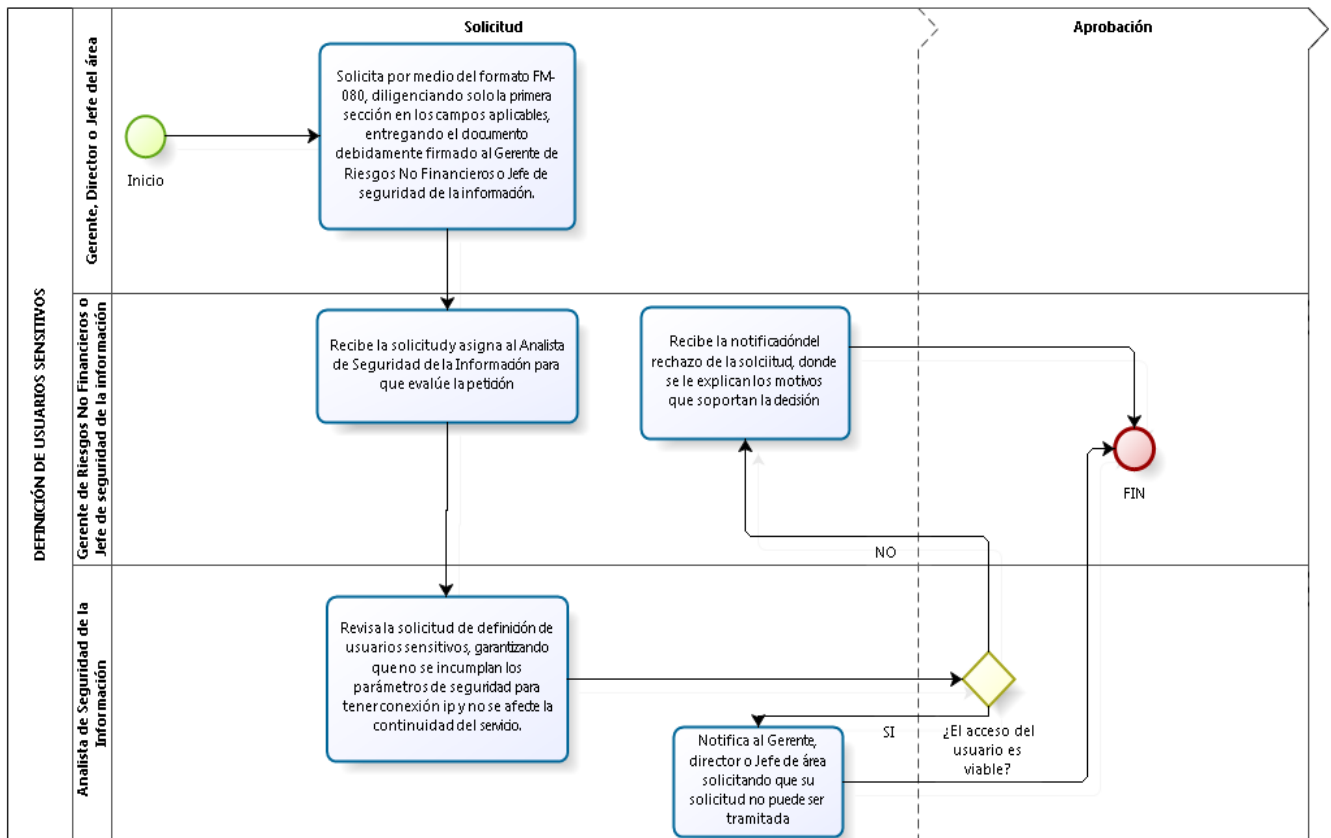 DEFINICIÓN DE USUARIOS SENSITIVOS
Solicitud
Aprobación
Gerente, Director o Jefe del área
Inicio
Solicita por medio del formato FM-
080, diligenciando solo la primera
sección en los campos aplicables,
entregando el documento
debidamente firmado al Gerente de
Riesgos No Financieros o Jefe de
seguridad de la información.
Gerente de Riesgos No Financieros o
Jefe de seguridad de la información
Recibe la solicitud y asigna al Analista
de Seguridad de la Información para
que evalúe la petición
Recibe la notificación del
rechazo de la solciitud, donde
se le explican los motivos
que soportan la decisión
FIN
NO
Analista de Seguridad de la
Información
Revisa la solicitud de definición de
usuarios sensitivos, garantizando
que no se incumplan los
parámetros de seguridad para
tener conexión ip y no se afecte la
continuidad del servicio.
SI
¿El acceso del
usuario es
viable?
Notifica al Gerente,
director o Jefe de área
solicitando que su
solicitud no puede ser
tramitada